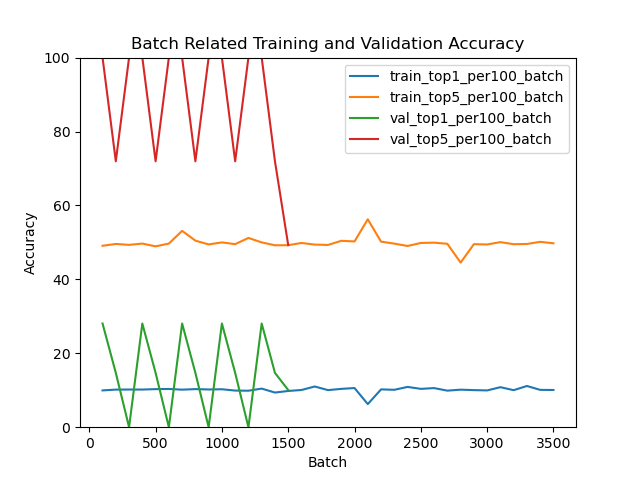 Batch Related Training and Validation Accuracy
train_top1_per100_batch
train_top5_per100_batch
val_top1_per100_batch
val_top5_per100_batch
Accuracy
100
80
60
40
20
0
0 500 1000 1500 2000 2500 3000 3500
Batch